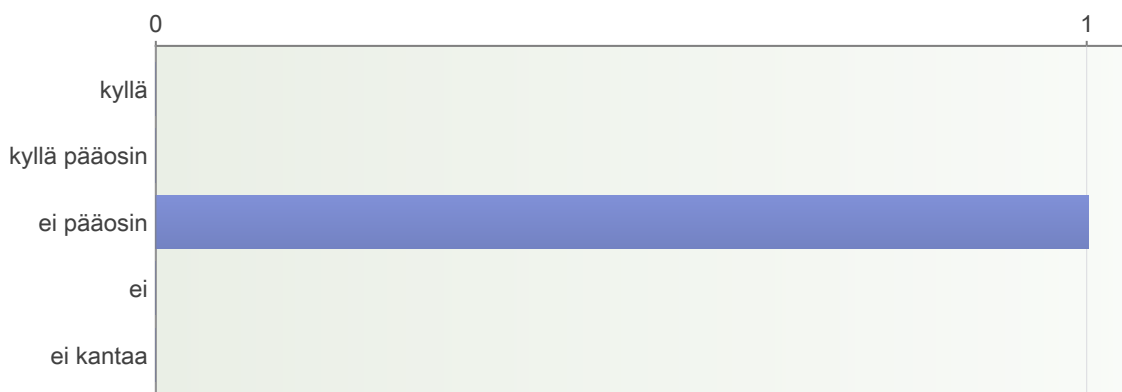 0 1
kyllä
kyllä pääosin
ei pääosin
ei
ei kantaa